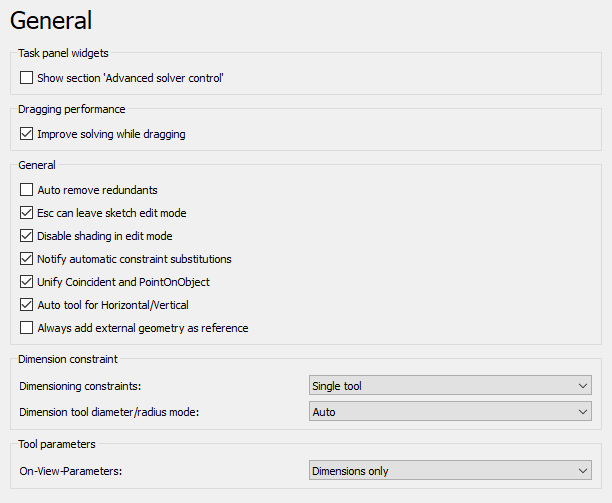 General
Task panel widgets
Show section 'Advanced solver control'
Dragging performance
Improve solving while dragging
General
Auto remove redundants
Esc can leave sketch edit mode
Disable shading in edit mode
Notify automatic constraint substitutions
Unify Coincident and PointOnObject
Auto tool for Horizontal/Vertical
Always add external geometry as reference
Dimension constraint
Dimensioning constraints: Single tool
Dimension tool diameter/radius mode: Auto
Tool parameters
On-View-Parameters: Dimensions only